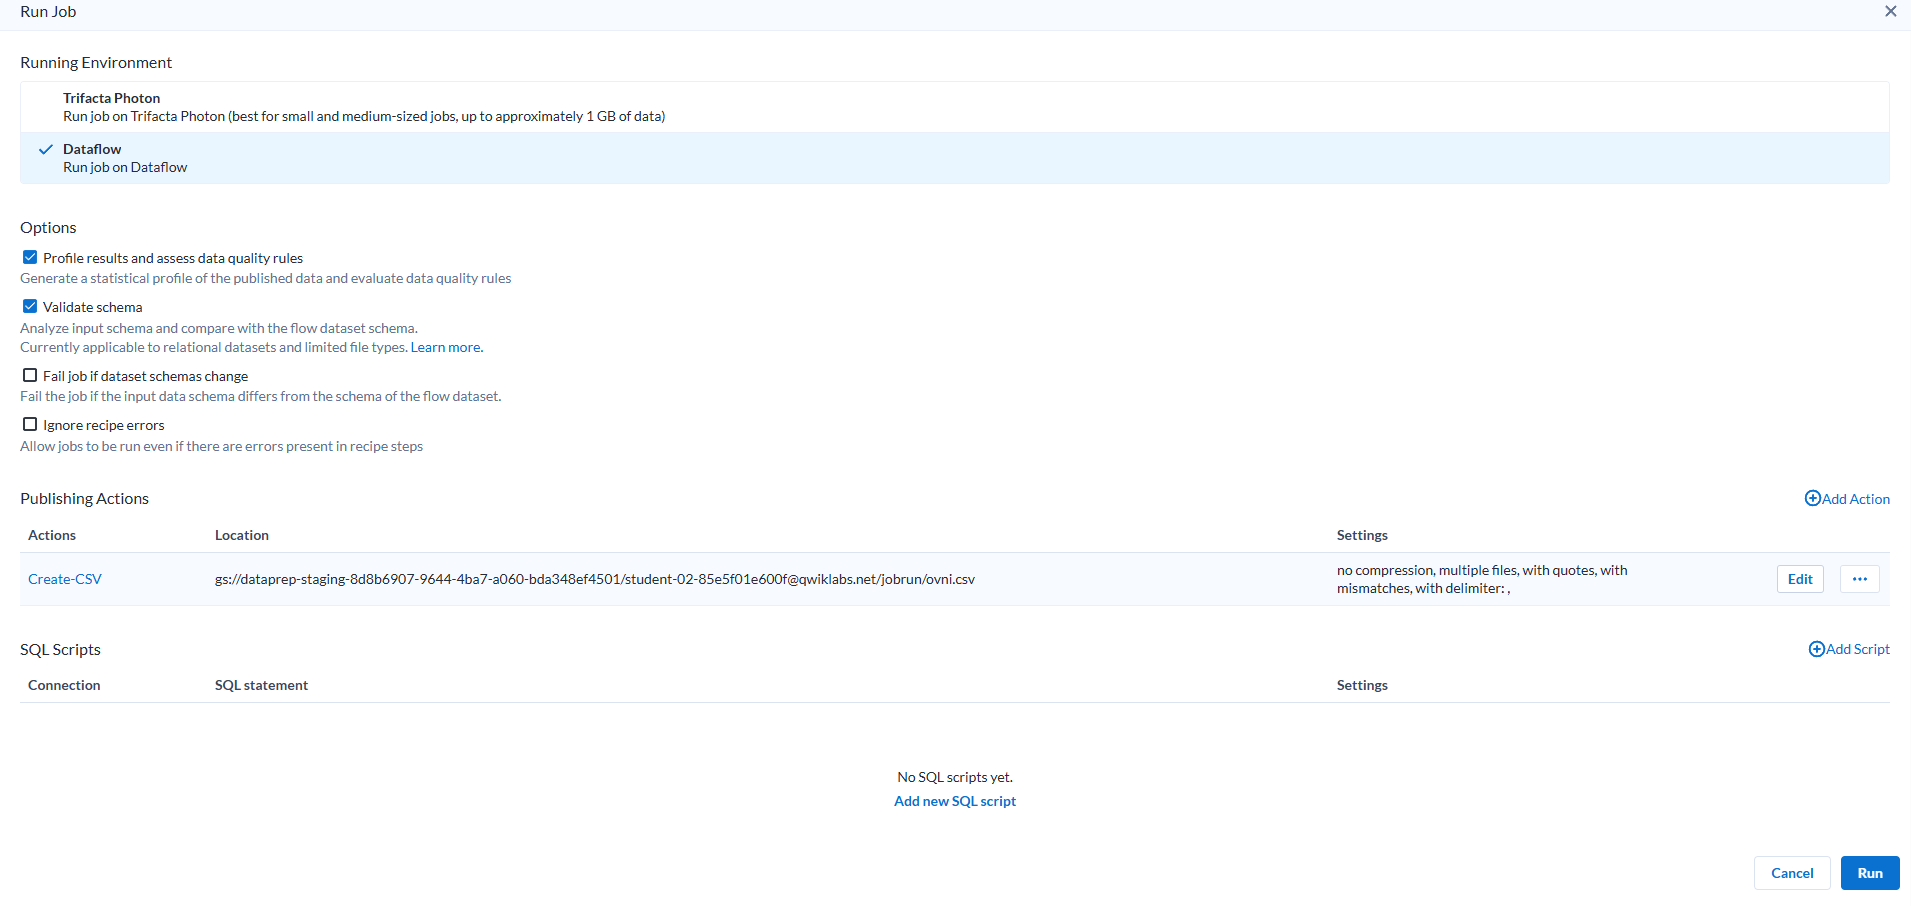 Run Job
Running Environment
Trifacta Photon
Run job on Trifacta Photon (best for small and medium-sized jobs, up to approximately 1 GB of data)
Dataflow
Run job on Dataflow
Options
Profile results and assess data quality rules
Generate a statistical profile of the published data and evaluate data quality rules
Validate schema
Analyze input schema and compare with the flow dataset schema.
Currently applicable to relational datasets and limited file types. Learn more.
Fail job if dataset schemas change
Fail the job if the input data schema differs from the schema of the flow dataset.
Ignore recipe errors
Allow jobs to be run even if there are errors present in recipe steps
Publishing Actions
Add Action
Actions Location Settings
Create-CSV gs://dataprep-staging-8d8b6907-9644-4ba7-a060-bda348ef4501/student-02-85e5f01e600f@qwiklabs.net/jobrun/ovni.csv
no compression, multiple files, with quotes, with
mismatches, with delimiter: ,
Edit
SQL Scripts
Add Script
Connection SQL statement Settings
No SQL scripts yet.
Add new SQL script
Cancel Run